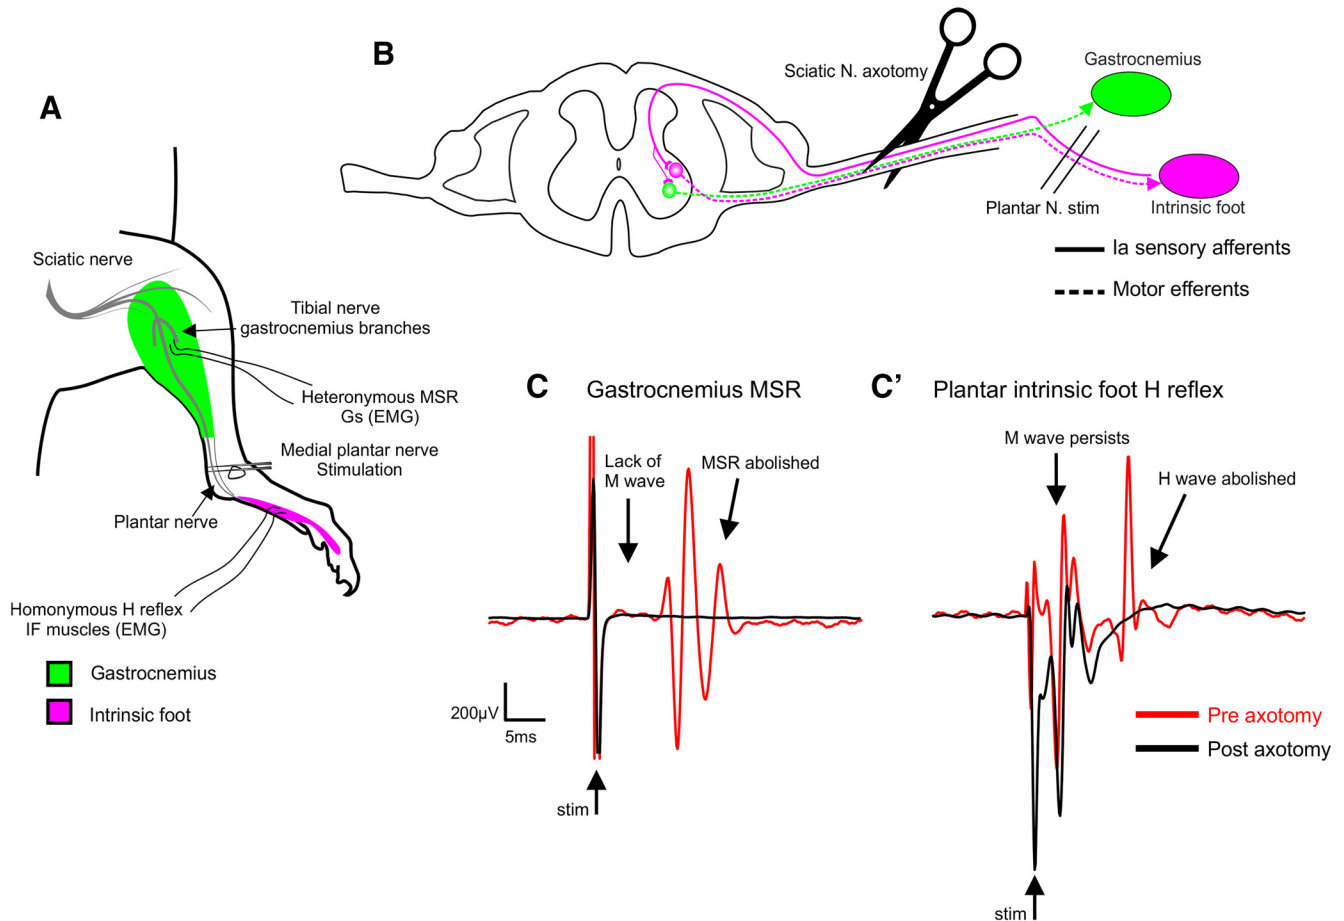 A
Sciatic nerve
Tibial nerve
gastrocnemius branches
Heteronymous MSR
Gs (EMG)
Medial plantar nerve
Stimulation
Plantar nerve
Homonymous H reflex
IF muscles (EMG)
Gastrocnemius
Intrinsic foot
B
Sciatic N. axotomy
Gastrocnemius
Plantar N. stim
Intrinsic foot
Ia sensory afferents
Motor efferents
C
Gastrocnemius MSR
Lack of
M wave
MSR abolished
200µV
5ms
stim
C’
Plantar intrinsic foot H reflex
M wave persists
H wave abolished
Pre axotomy
Post axotomy
stim